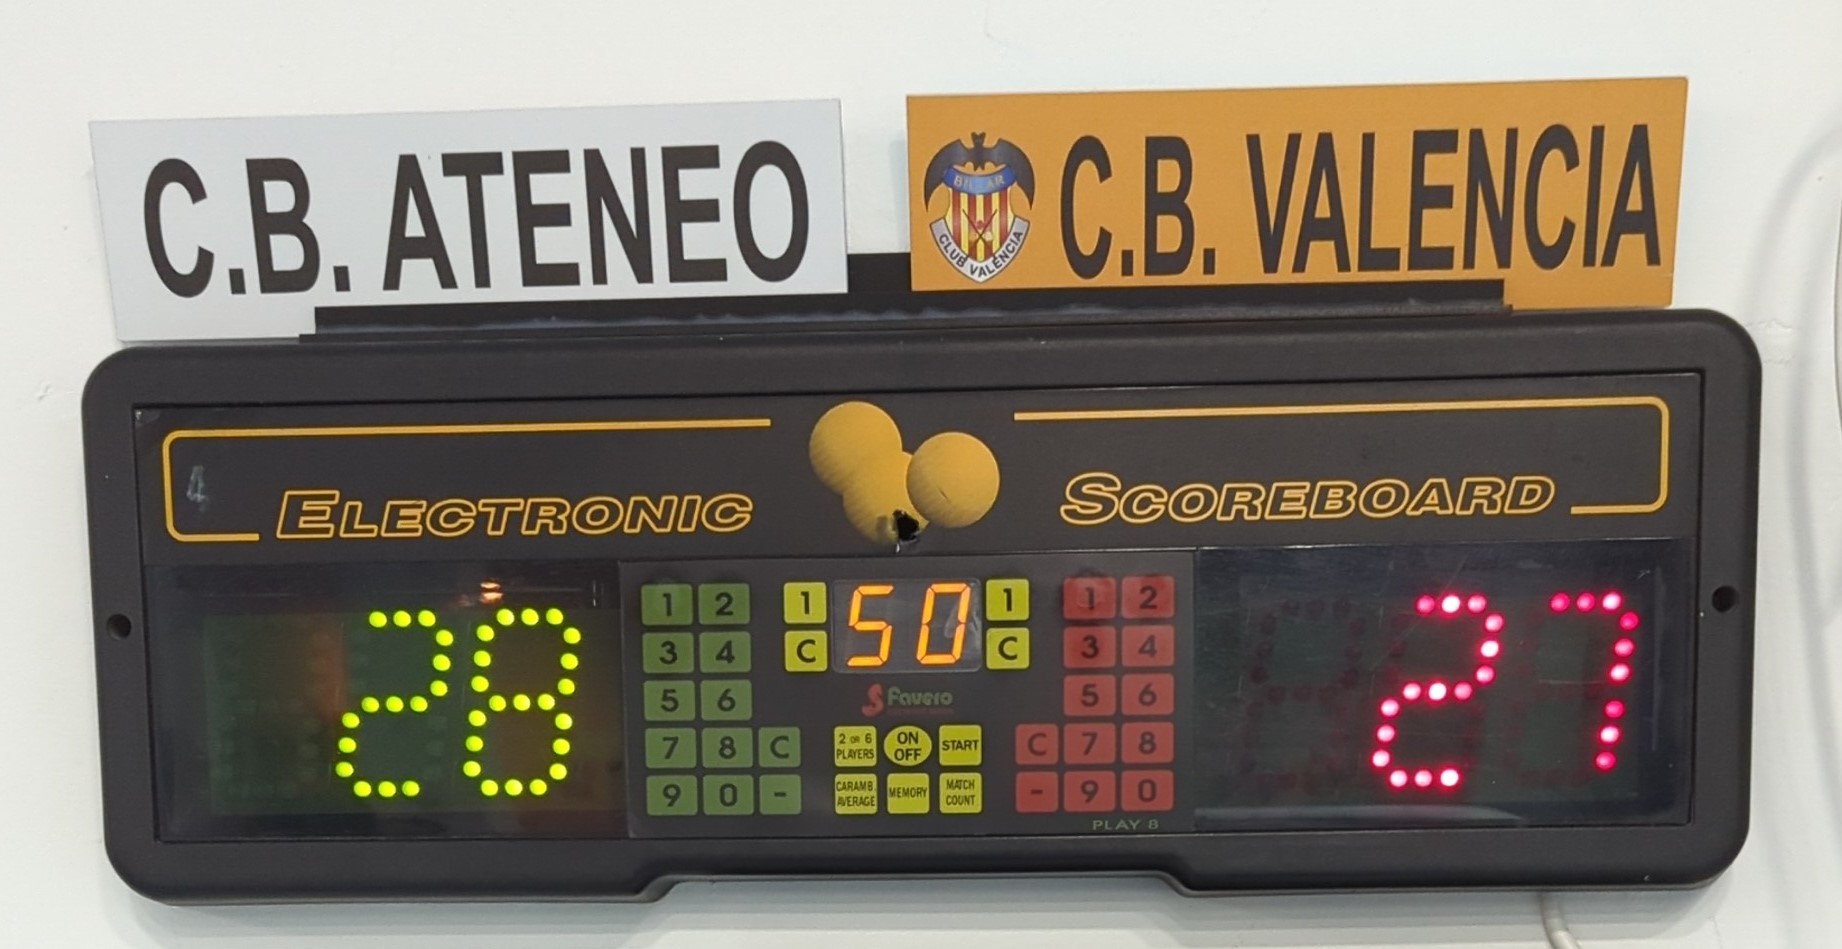 C.B. ATENEO
C.B. VALENCIA
BILLAR
CLUB VALENCIA
4
ELECTRONIC
SCOREBOARD
28
1 2
3 4
5 6
7 8 C
9 0 -
1 50 1
C C
Favero
2 OR 6 PLAYERS
ON OFF
START
CARAMB. AVERAGE
MEMORY
MATCH COUNT
1 2
3 4
5 6
C 7 8
- 9 0
PLAY 8
27